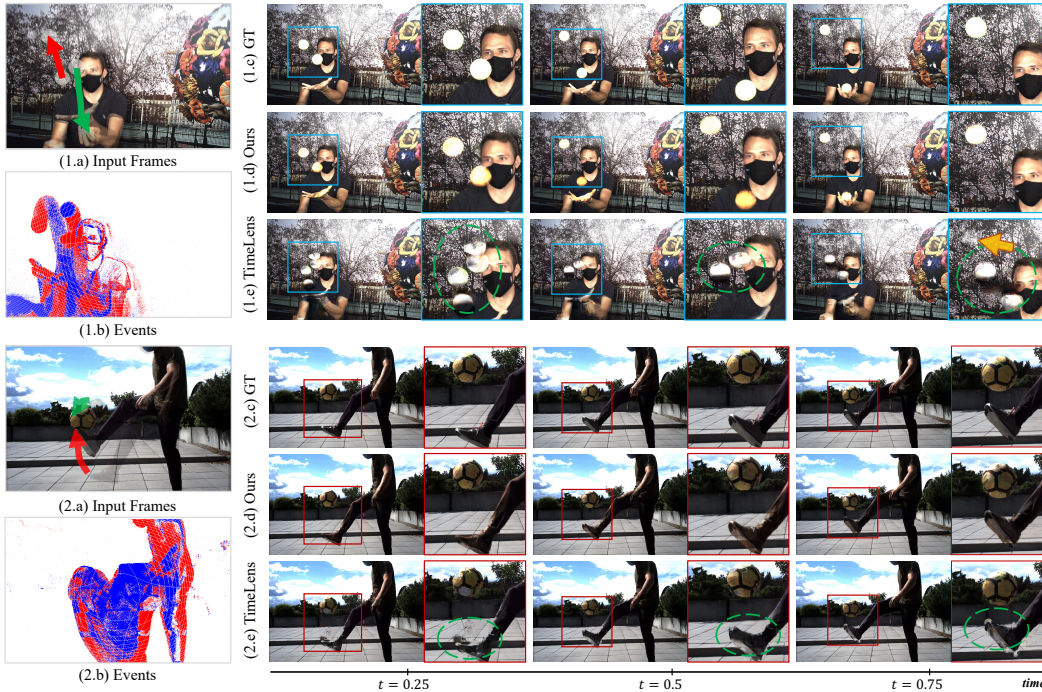 (1.a) Input Frames
(1.b) Events
(1.c) GT
(1.d) Ours
(1.e) TimeLens
(2.a) Input Frames
(2.b) Events
(2.c) GT
(2.d) Ours
(2.e) TimeLens
t = 0.25
t = 0.5
t = 0.75
time